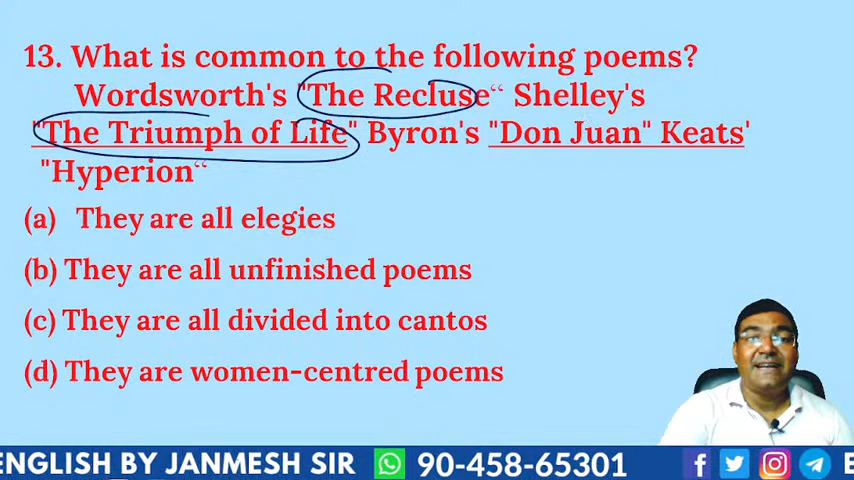 13. What is common to the following poems?
Wordsworth's "The Recluse“ Shelley's
"The Triumph of Life" Byron's "Don Juan" Keats'
"Hyperion“
(a) They are all elegies
(b) They are all unfinished poems
(c) They are all divided into cantos
(d) They are women-centred poems
ENGLISH BY JANMESH SIR 90-458-65301